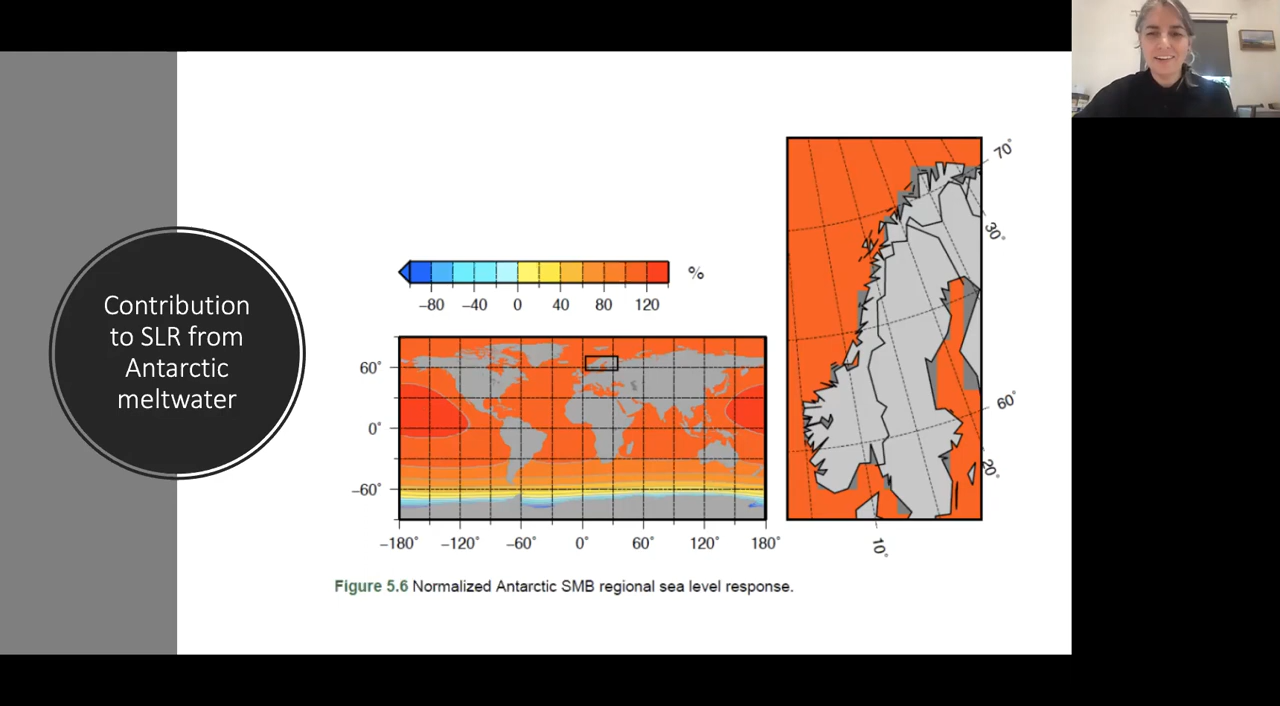 Contribution
to SLR from
Antarctic
meltwater
−80 −40 0 40 80 120
%
60°
0°
−60°
−180° −120° −60° 0° 60° 120° 180°
70°
30°
60°
20°
10°
Figure 5.6 Normalized Antarctic SMB regional sea level response.